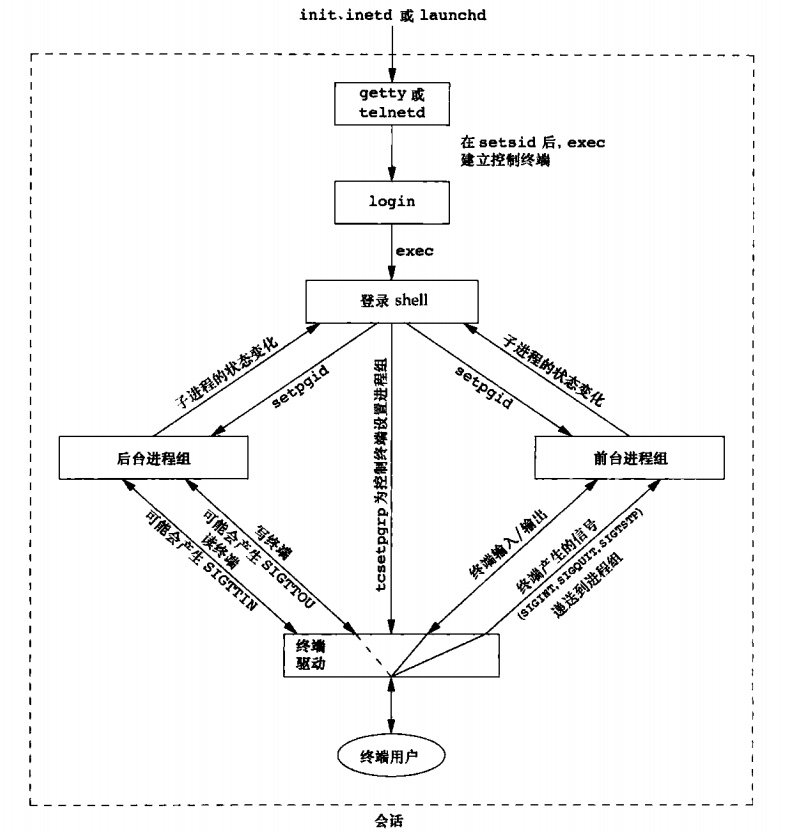 init、inetd 或 launchd
getty 或
telnetd
在 setsid 后, exec
建立控制终端
login
exec
登录 shell
子进程的状态变化
setpgid
tcsetpgrp 为控制终端设置进程组
setpgid
子进程的状态变化
后台进程组
前台进程组
读终端
可能会产生 SIGTTIN
写终端
可能会产生 SIGTTOU
终端输入/输出
终端产生的信号
(SIGINT,SIGQUIT,SIGTSTP)
递送到进程组
终端
驱动
终端用户
会话